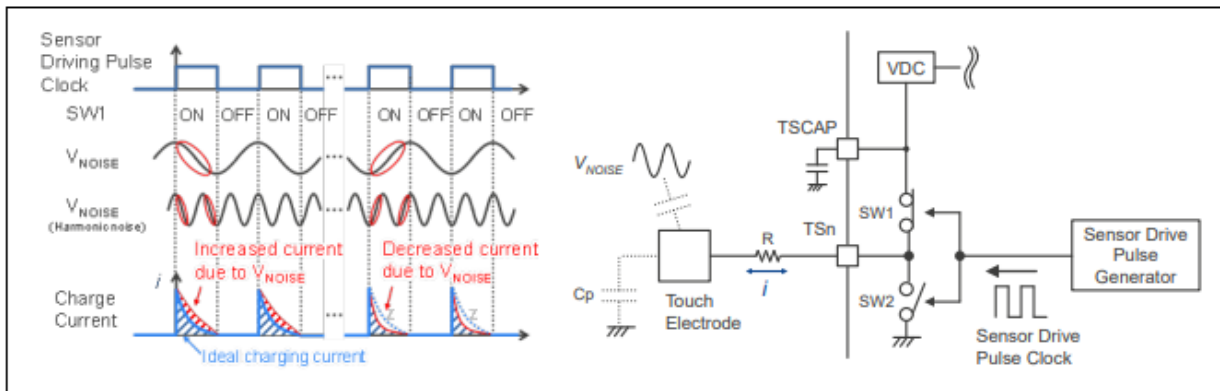 Sensor
Driving Pulse
Clock
SW1
ON OFF ON OFF ON OFF ON OFF
...
VNOISE
...
VNOISE
(Harmonic noise)
...
Increased current
due to VNOISE
Decreased current
due to VNOISE
i
Charge
Current
...
Ideal charging current
VDC
TSCAP
VNOISE
SW1
TSn
R
i
Cp
Touch
Electrode
SW2
Sensor Drive
Pulse
Generator
Sensor Drive
Pulse Clock